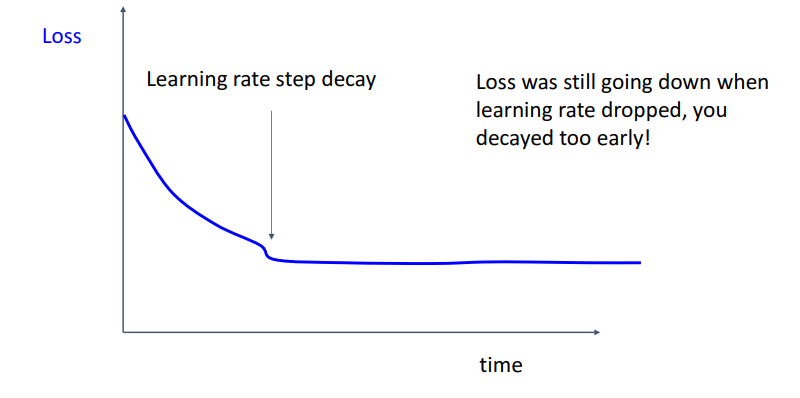 Loss
Learning rate step decay
Loss was still going down when
learning rate dropped, you
decayed too early!
time